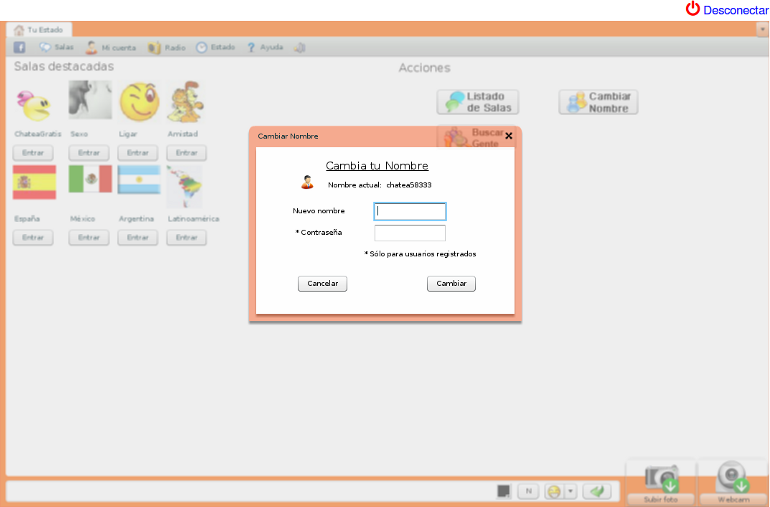 Desconectar
Tu Estado
Salas Mi cuenta Radio Estado Ayuda
Salas destacadas
Acciones
Listado
de Salas
Cambiar
Nombre
Buscar
Gente
ChateaGratis Sexo Ligar Amistad
Entrar Entrar Entrar Entrar
España México Argentina Latinoamérica
Entrar Entrar Entrar Entrar
Cambiar Nombre
Cambia tu Nombre
Nombre actual: chatea58333
Nuevo nombre
* Contraseña
* Sólo para usuarios registrados
Cancelar Cambiar
N
Subir foto Webcam